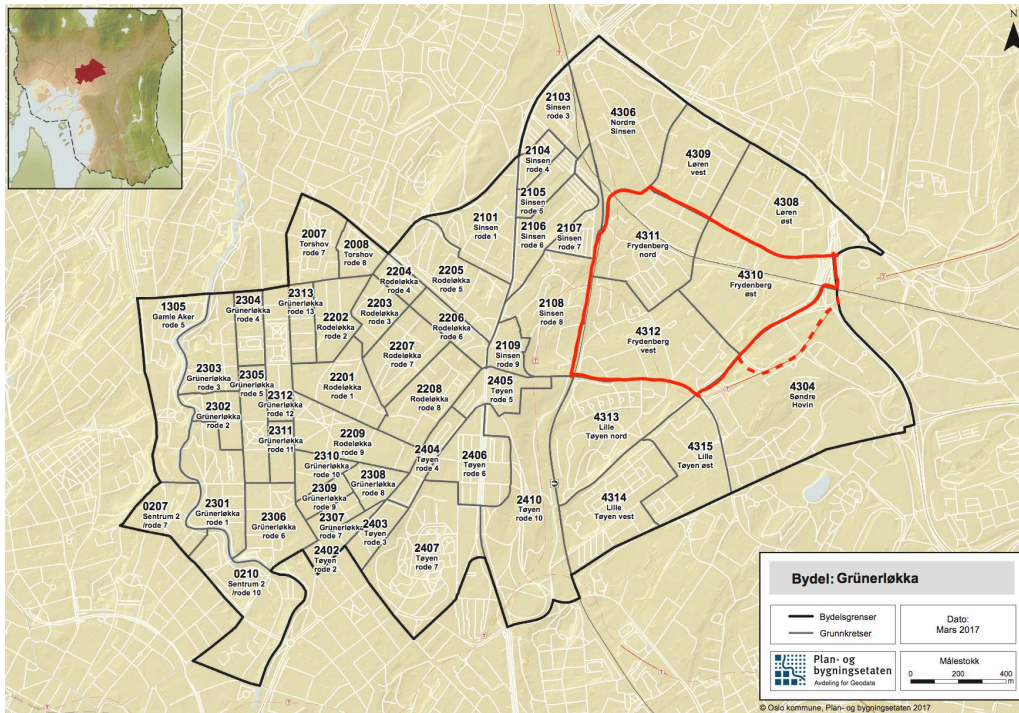 N
2103
Sinsen
rode 3
4306
Nordre
Sinsen
2104
Sinsen
rode 4
4309
Løren
vest
2105
Sinsen
rode 5
4308
Løren
øst
2101
Sinsen
rode 1
2106
Sinsen
rode 6
2107
Sinsen
rode 7
2007
Torshov
rode 7
2008
Torshov
rode 8
4311
Frydenberg
nord
2204
Rodeløkka
rode 4
2205
Rodeløkka
rode 5
4310
Frydenberg
øst
1305
Gamle Aker
rode 5
2304
Grünerløkka
rode 4
2313
Grünerløkka
rode 13
2203
Rodeløkka
rode 3
2202
Rodeløkka
rode 2
2206
Rodeløkka
rode 6
2108
Sinsen
rode 8
4312
Frydenberg
vest
2207
Rodeløkka
rode 7
2109
Sinsen
rode 9
2303
Grünerløkka
rode 3
2305
Grünerløkka
rode 5
2201
Rodeløkka
rode 1
2208
Rodeløkka
rode 8
2405
Tøyen
rode 5
4304
Søndre
Hovin
2302
Grünerløkka
rode 2
2312
Grünerløkka
rode 12
4313
Lille
Tøyen nord
2311
Grünerløkka
rode 11
2209
Rodeløkka
rode 9
2404
Tøyen
rode 4
2406
Tøyen
rode 6
4315
Lille
Tøyen øst
2310
Grünerløkka
rode 10
2308
Grünerløkka
rode 8
2309
Grünerløkka
rode 9
2410
Tøyen
rode 10
4314
Lille
Tøyen vest
0207
Sentrum 2
/rode 7
2301
Grünerløkka
rode 1
2306
Grünerløkka
rode 6
2307
Grünerløkka
rode 7
2403
Tøyen
rode 3
2402
Tøyen
rode 2
2407
Tøyen
rode 7
0210
Sentrum 2
/rode 10
Bydel: Grünerløkka
Bydelsgrenser
Grunnkretser
Dato:
Mars 2017
Plan- og
bygningsetaten
Avdeling for Geodata
Målestokk
0 200 400
m
© Oslo kommune, Plan- og bygningsetaten 2017